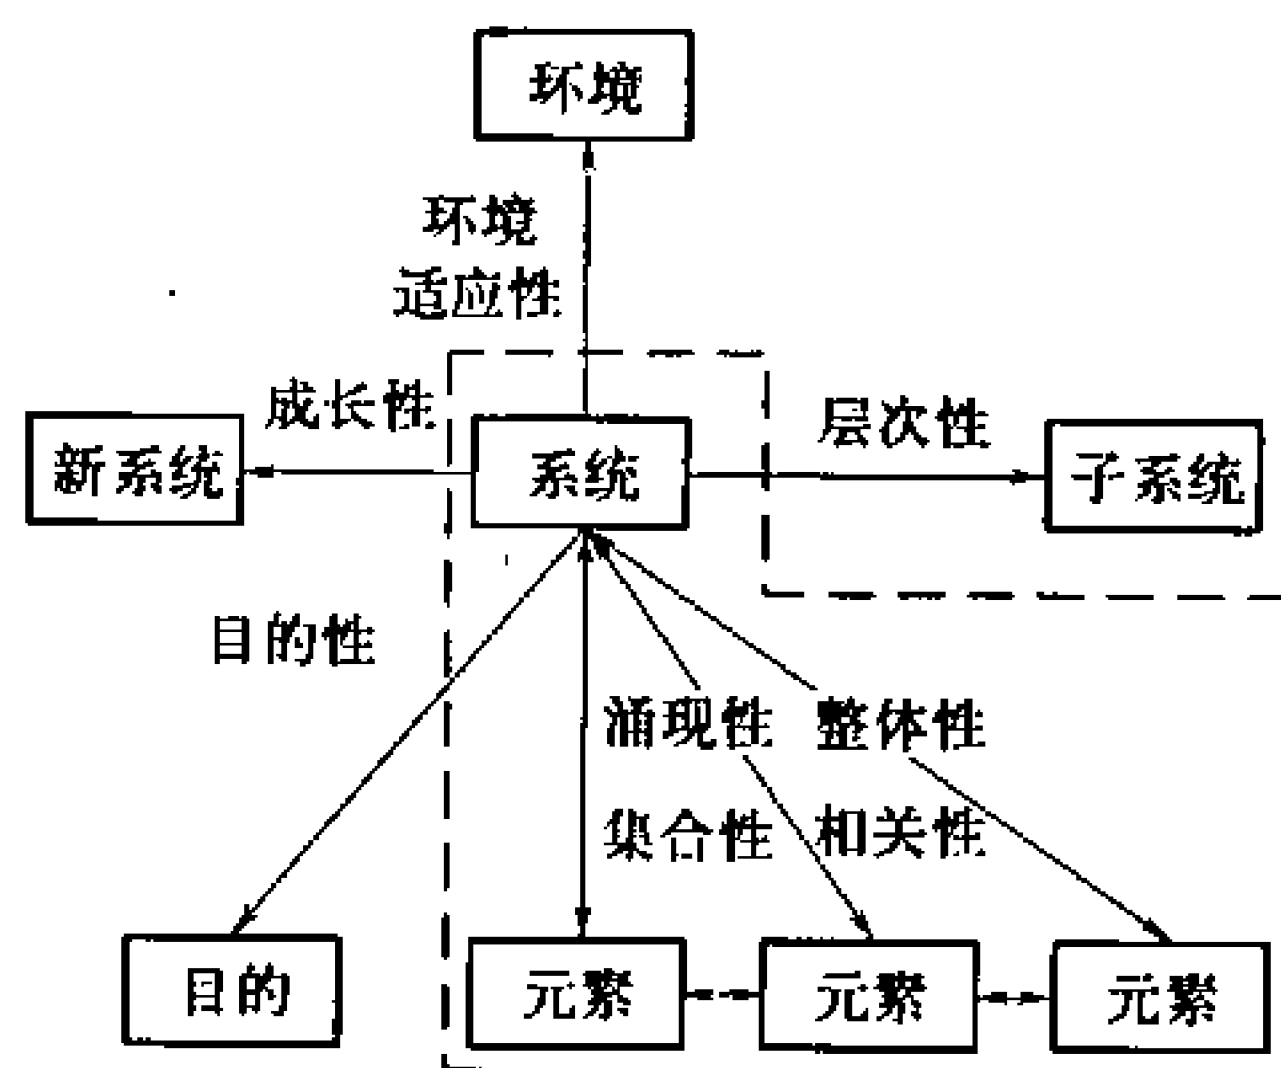 环境
环境
适应性
成长性
层次性
新系统
系统
子系统
目的性
涌现性 整体性
集合性 相关性
目的
元素
元素
元素